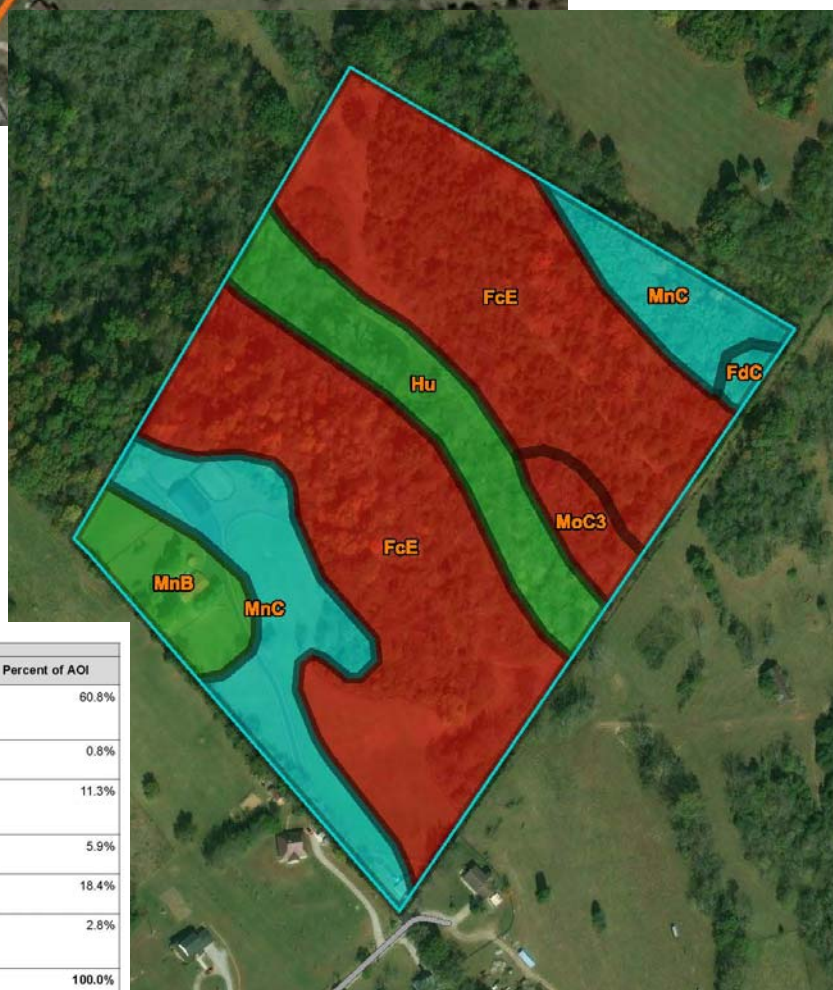 MnC
FcE
FdC
Hu
MoC3
FcE
MnB
MnC
Percent of AOI
60.8%
0.8%
11.3%
5.9%
18.4%
2.8%
100.0%